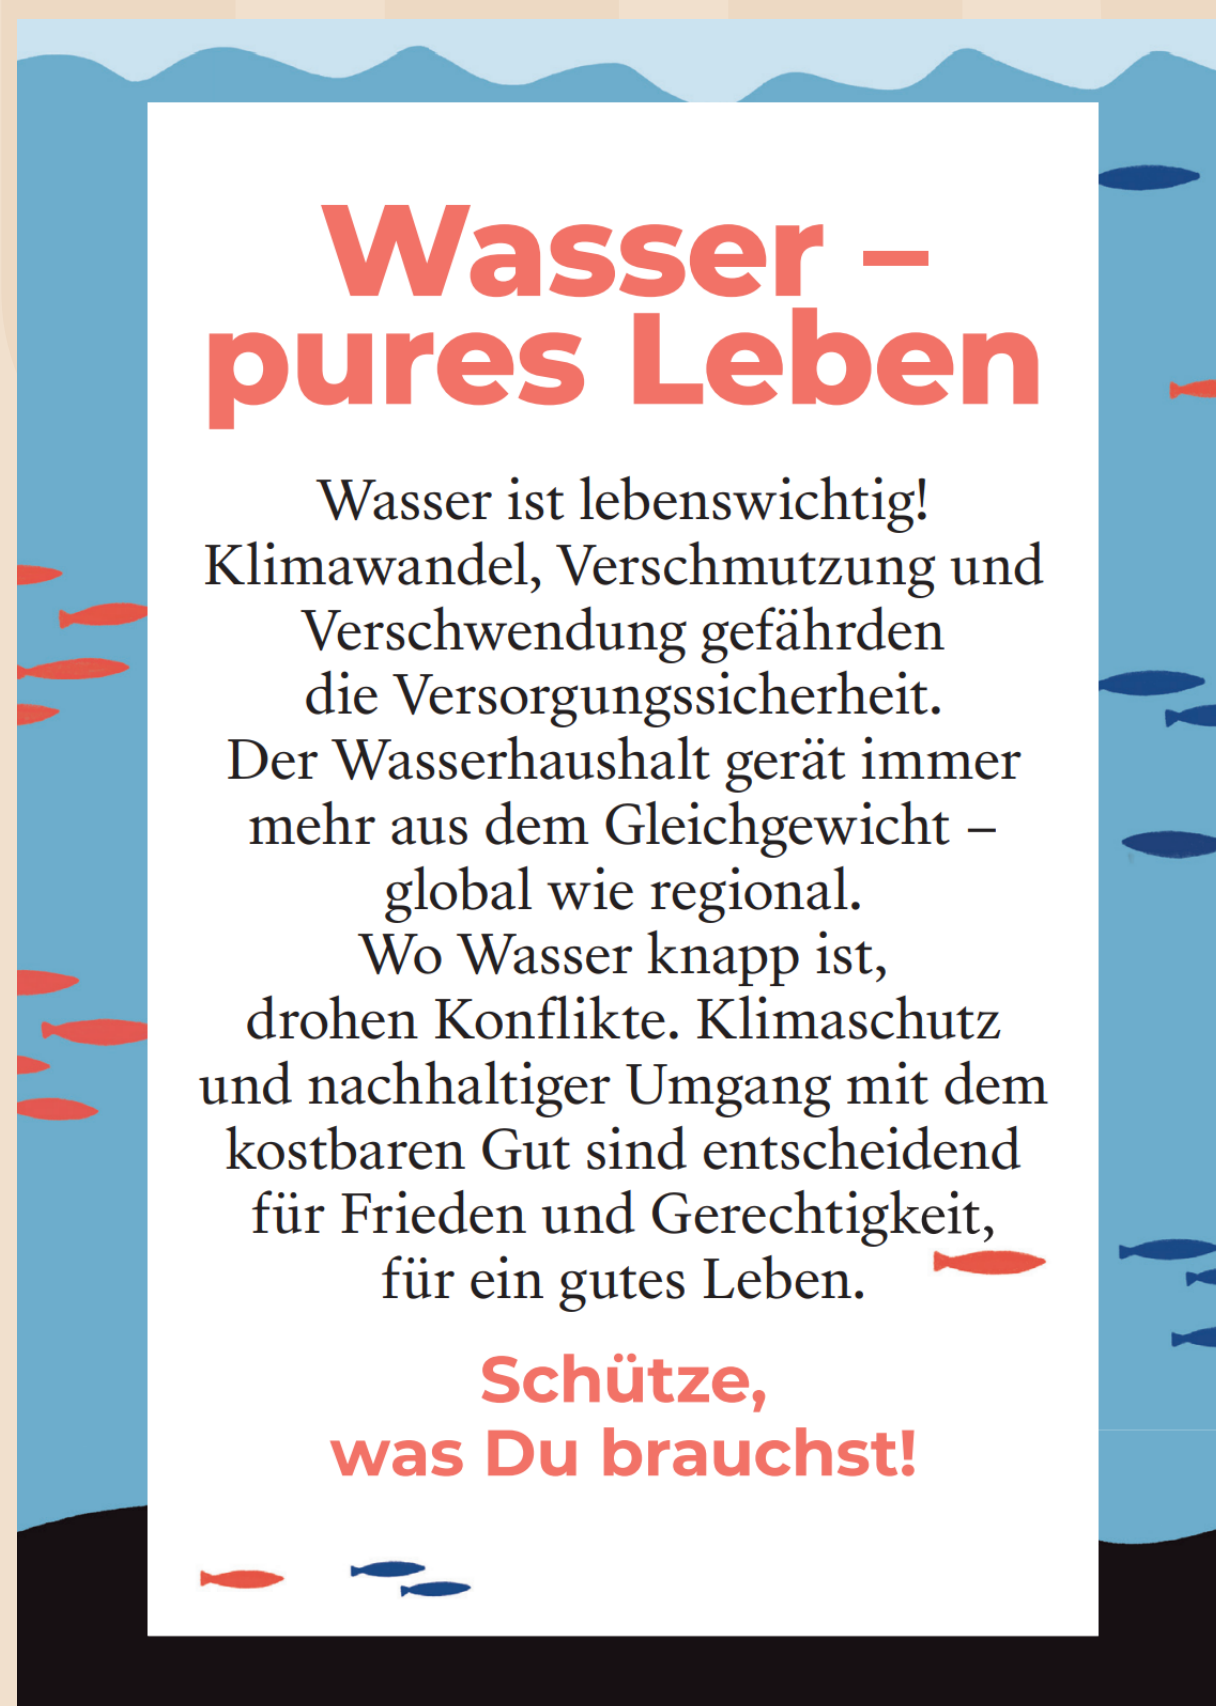 Wasser –
pures Leben
Wasser ist lebenswichtig!
Klimawandel, Verschmutzung und
Verschwendung gefährden
die Versorgungssicherheit.
Der Wasserhaushalt gerät immer
mehr aus dem Gleichgewicht –
global wie regional.
Wo Wasser knapp ist,
drohen Konflikte. Klimaschutz
und nachhaltiger Umgang mit dem
kostbaren Gut sind entscheidend
für Frieden und Gerechtigkeit,
für ein gutes Leben.
Schütze,
was Du brauchst!